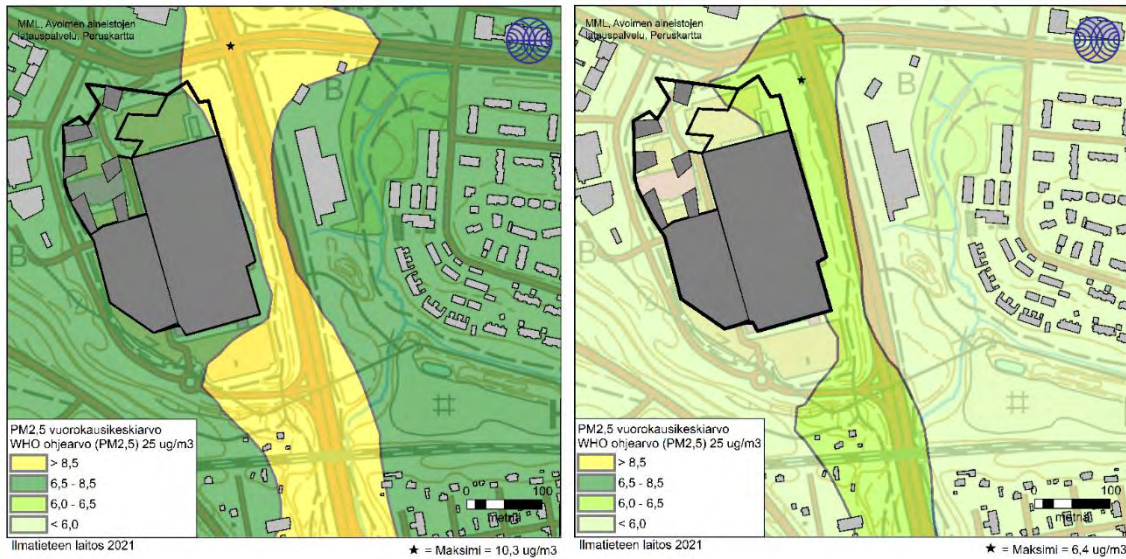 MML, Avoimen aineistojen
latauspalvelu, Peruskartta
B
B
PM2,5 vuorokausikeskiarvo
WHO ohjearvo (PM2,5) 25 ug/m3
> 8,5
6,5 - 8,5
6,0 - 6,5
< 6,0
0 100
metriä
Ilmatieteen laitos 2021
★ = Maksimi = 10,3 ug/m3
MML, Avoimen aineistojen
latauspalvelu, Peruskartta
B
B
PM2,5 vuorokausikeskiarvo
WHO ohjearvo (PM2,5) 25 ug/m3
> 8,5
6,5 - 8,5
6,0 - 6,5
< 6,0
0 100
metriä
Ilmatieteen laitos 2021
★ = Maksimi = 6,4 ug/m3